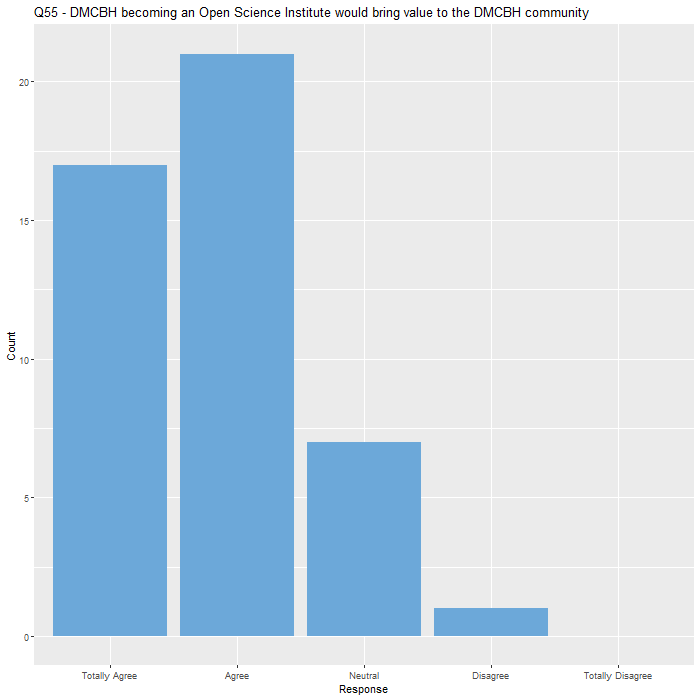 Q55 - DMCBH becoming an Open Science Institute would bring value to the DMCBH community
20
15
10
5
0
Count
Totally Agree
Agree
Neutral
Disagree
Totally Disagree
Response